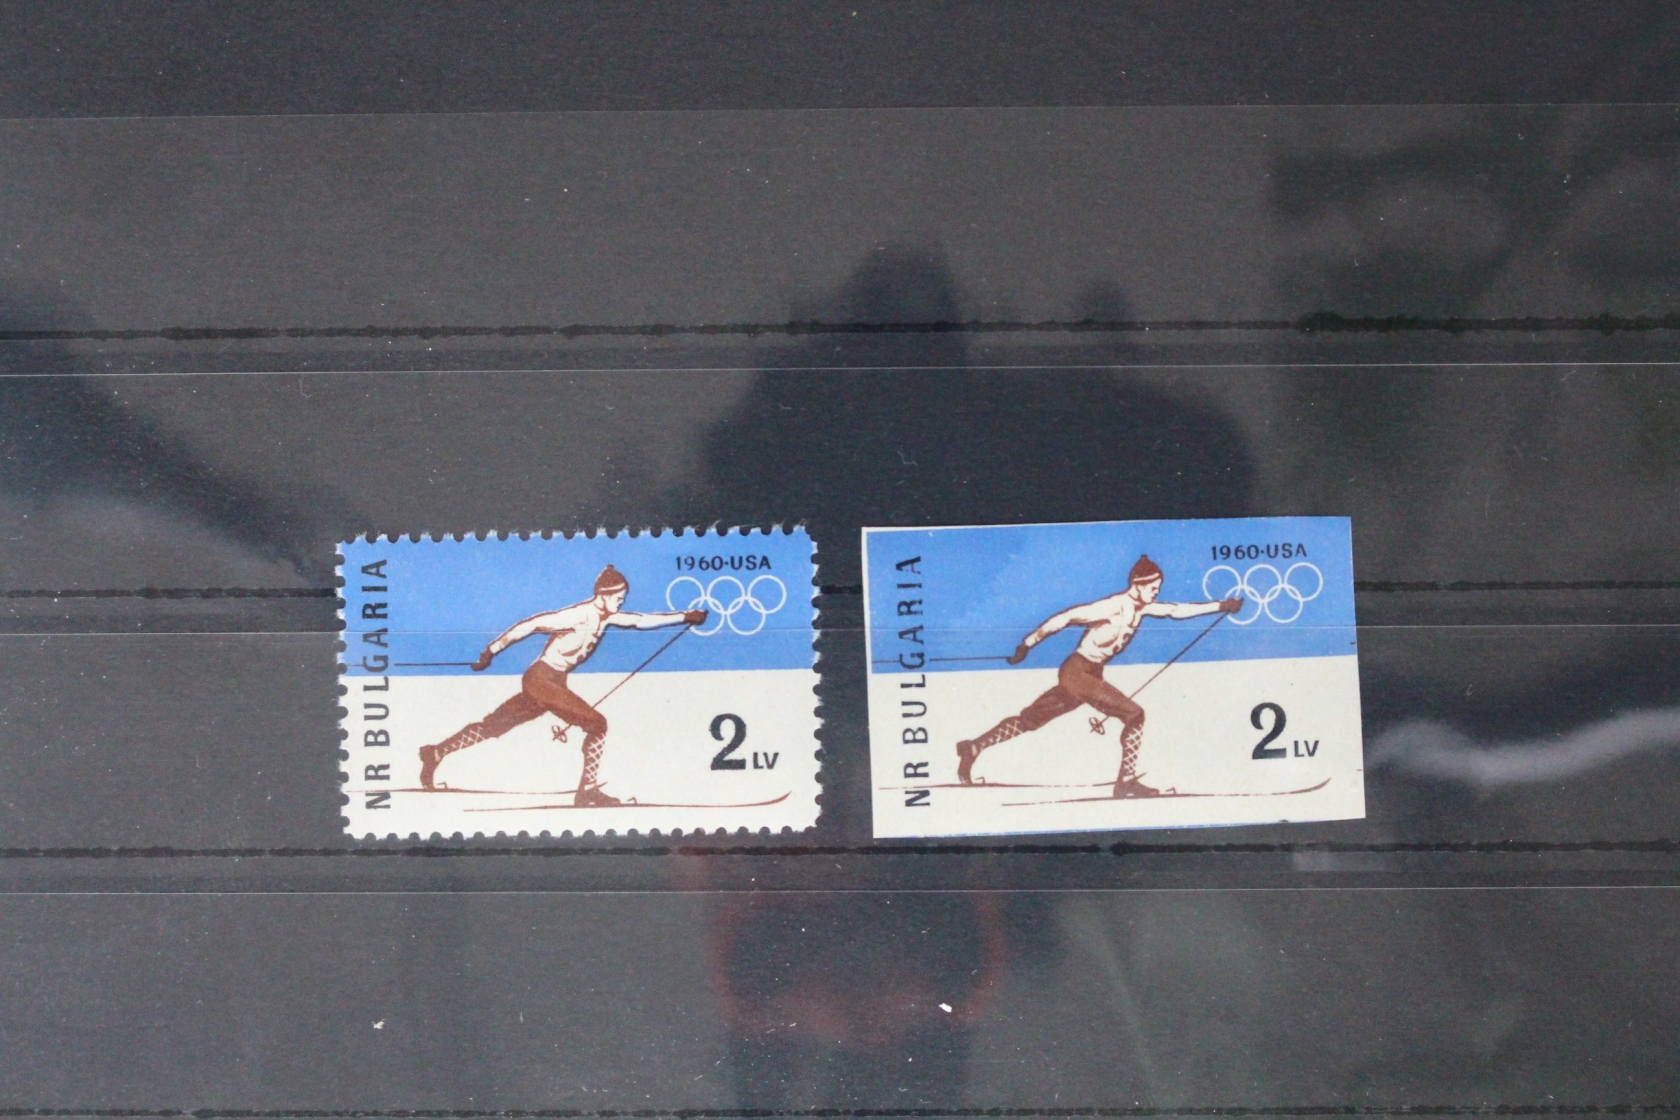 1960·USA
NR BULGARIA
2 LV
1960·USA
NR BULGARIA
2 LV